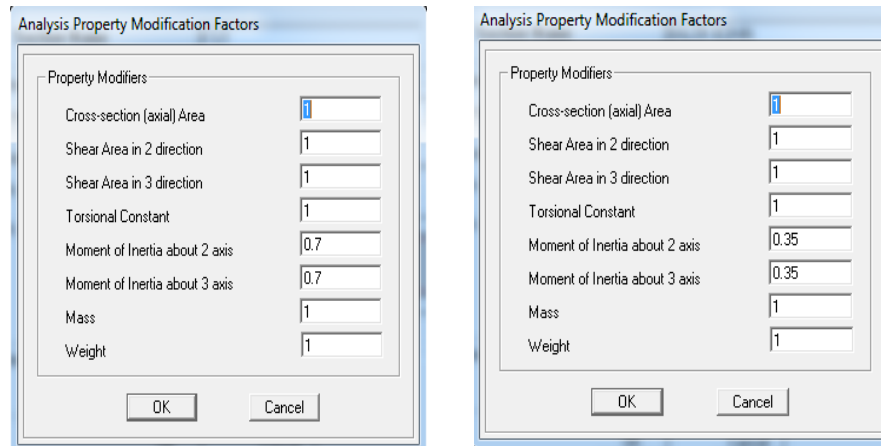 Analysis Property Modification Factors
Property Modifiers
Cross-section (axial) Area 1
Shear Area in 2 direction 1
Shear Area in 3 direction 1
Torsional Constant 1
Moment of Inertia about 2 axis 0.7
Moment of Inertia about 3 axis 0.7
Mass 1
Weight 1
OK Cancel
Analysis Property Modification Factors
Property Modifiers
Cross-section (axial) Area 1
Shear Area in 2 direction 1
Shear Area in 3 direction 1
Torsional Constant 1
Moment of Inertia about 2 axis 0.35
Moment of Inertia about 3 axis 0.35
Mass 1
Weight 1
OK Cancel